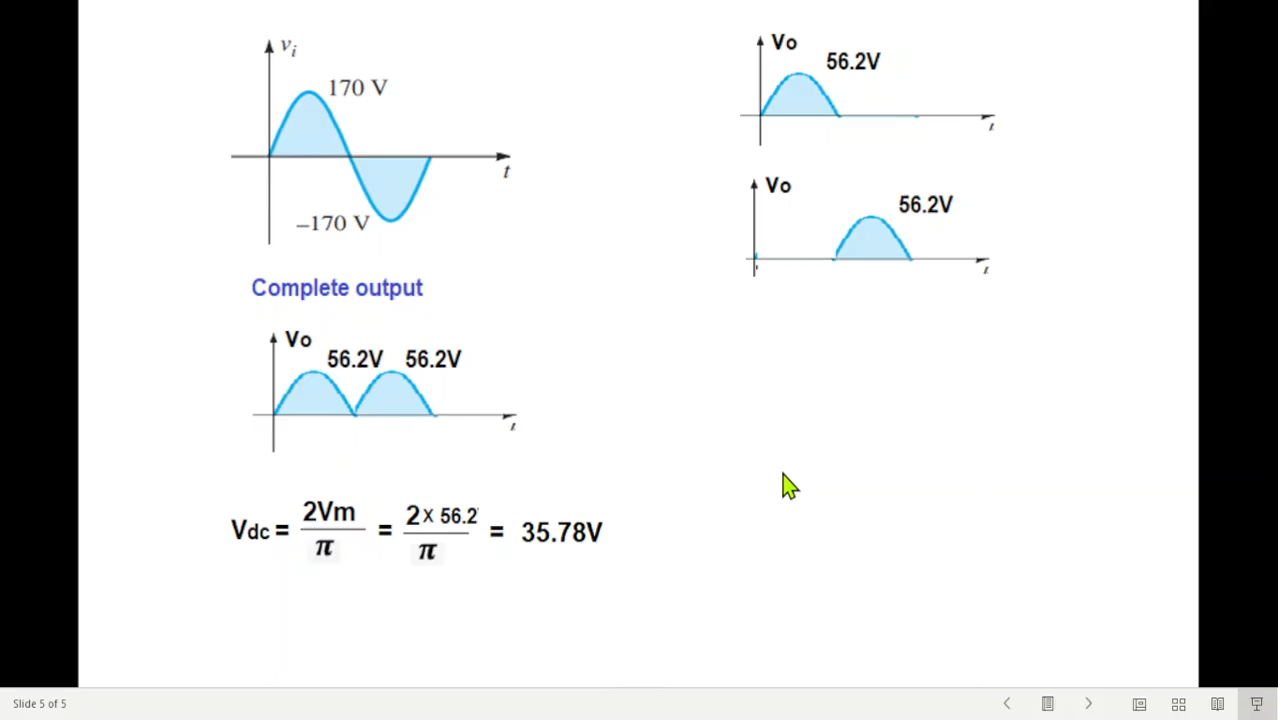 vi
170 V
t
–170 V
Vo
56.2V
t
Vo
56.2V
t
Complete output
Vo
56.2V 56.2V
t
Vdc = 2Vm / π = 2 x 56.2 / π = 35.78V
Slide 5 of 5